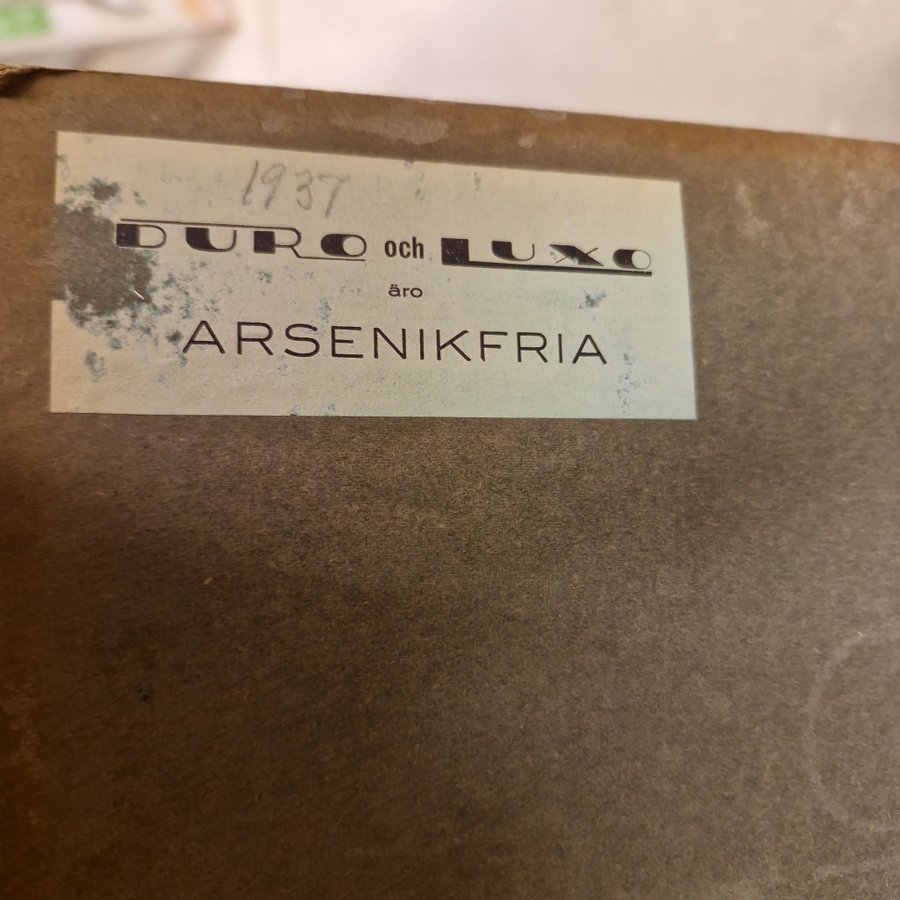 1937
DURO och LUXO
äro
ARSENIKFRIA